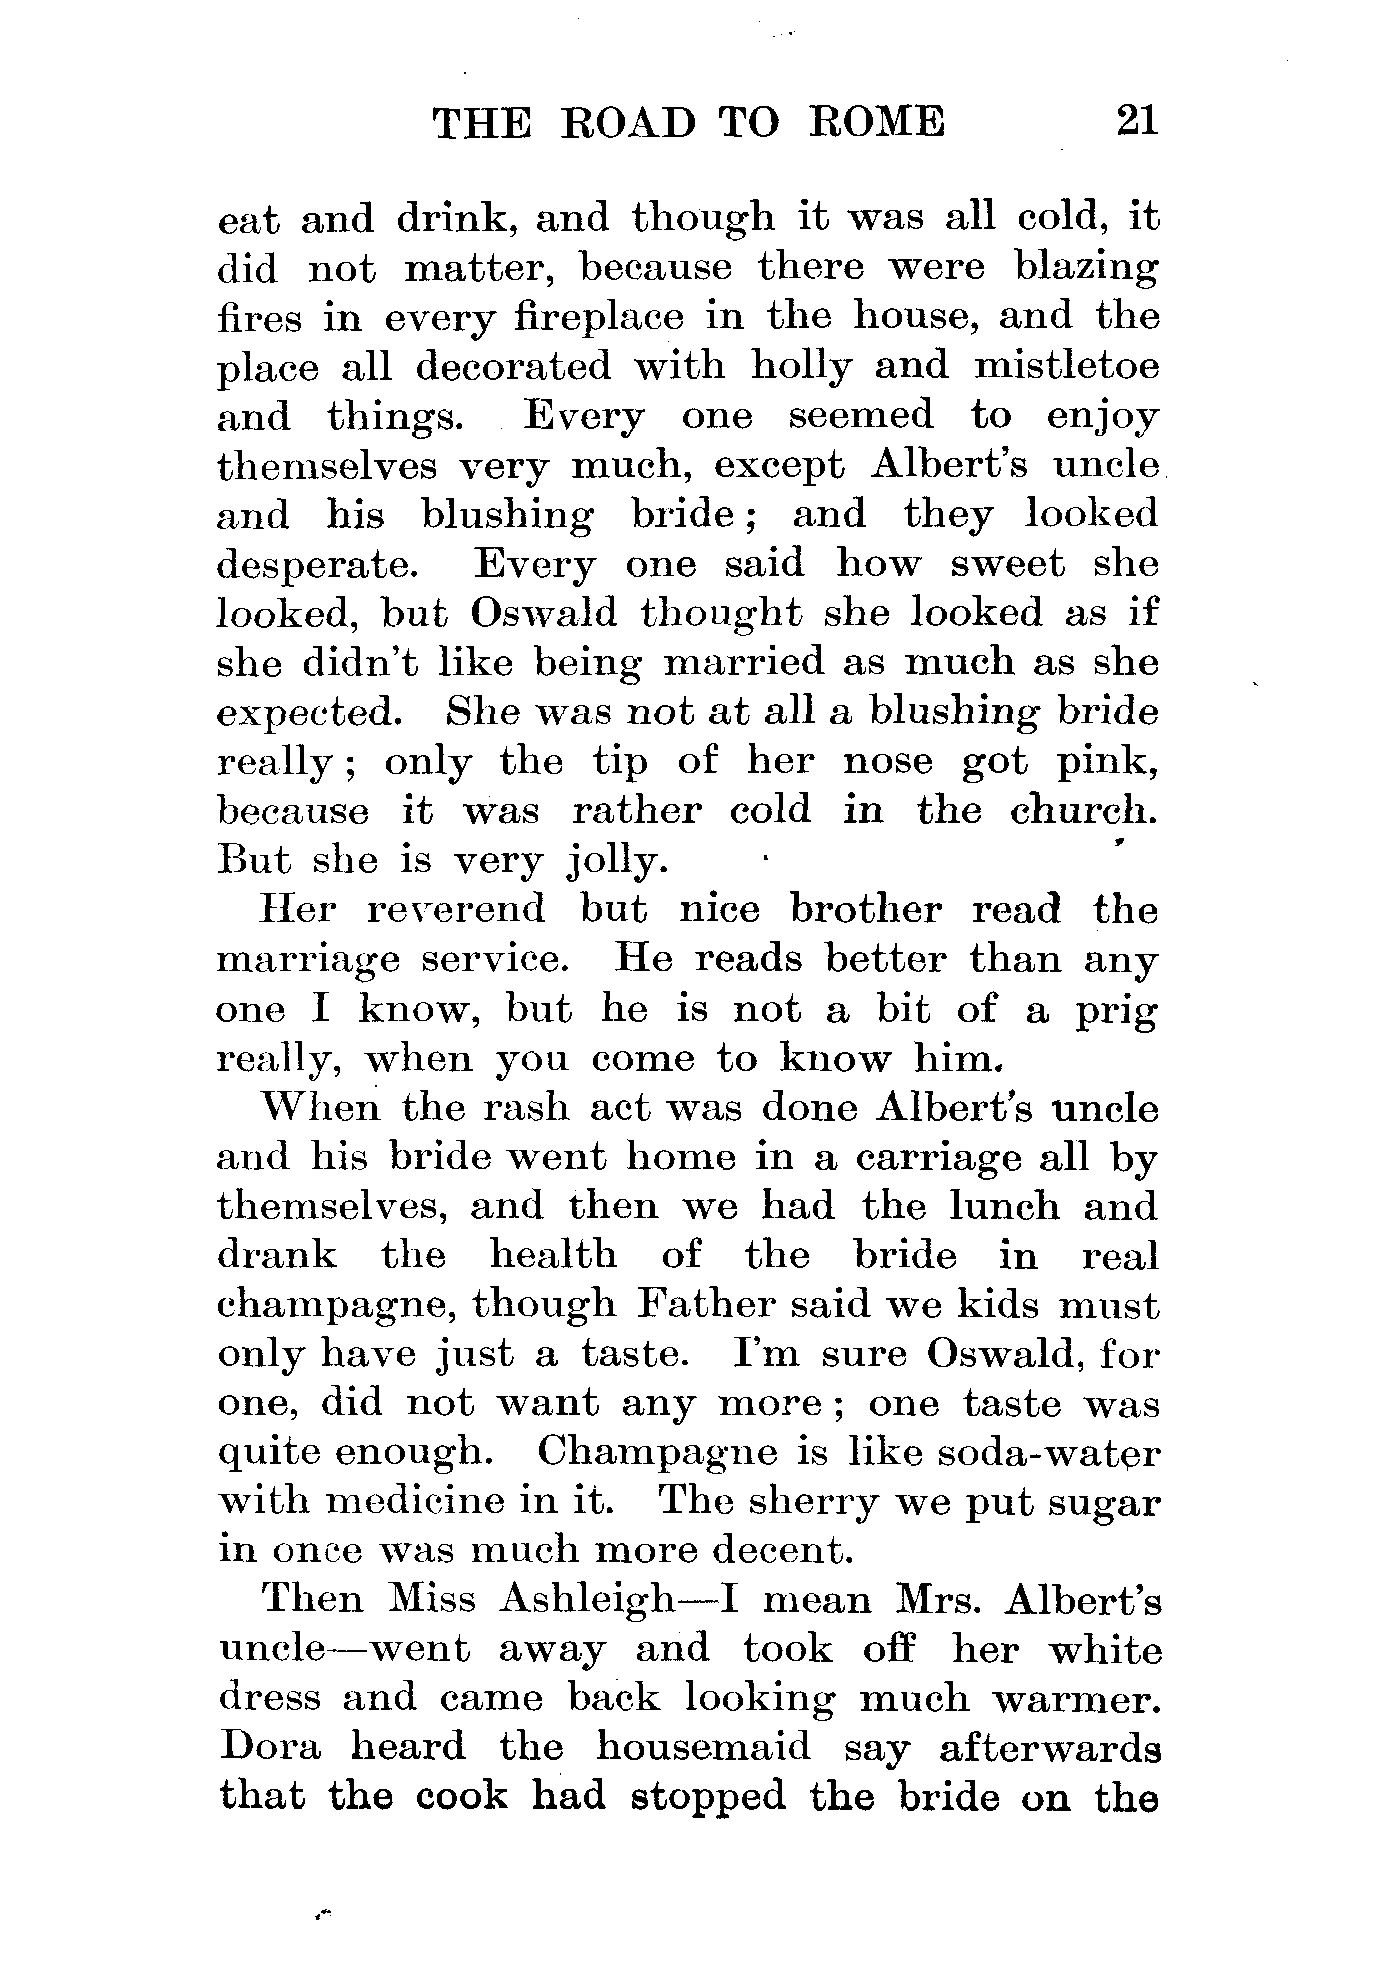 THE ROAD TO ROME 21
eat and drink, and though it was all cold, it
did not matter, because there were blazing
fires in every fireplace in the house, and the
place all decorated with holly and mistletoe
and things. Every one seemed to enjoy
themselves very much, except Albert's uncle
and his blushing bride ; and they looked
desperate. Every one said how sweet she
looked, but Oswald thought she looked as if
she didn't like being married as much as she
expected. She was not at all a blushing bride
really ; only the tip of her nose got pink,
because it was rather cold in the church.
But she is very jolly.
Her reverend but nice brother read the
marriage service. He reads better than any
one I know, but he is not a bit of a prig
really, when you come to know him.
When the rash act was done Albert's uncle
and his bride went home in a carriage all by
themselves, and then we had the lunch and
drank the health of the bride in real
champagne, though Father said we kids must
only have just a taste. I'm sure Oswald, for
one, did not want any more ; one taste was
quite enough. Champagne is like soda-water
with medicine in it. The sherry we put sugar
in once was much more decent.
Then Miss Ashleigh—I mean Mrs. Albert's
uncle—went away and took off her white
dress and came back looking much warmer.
Dora heard the housemaid say afterwards
that the cook had stopped the bride on the